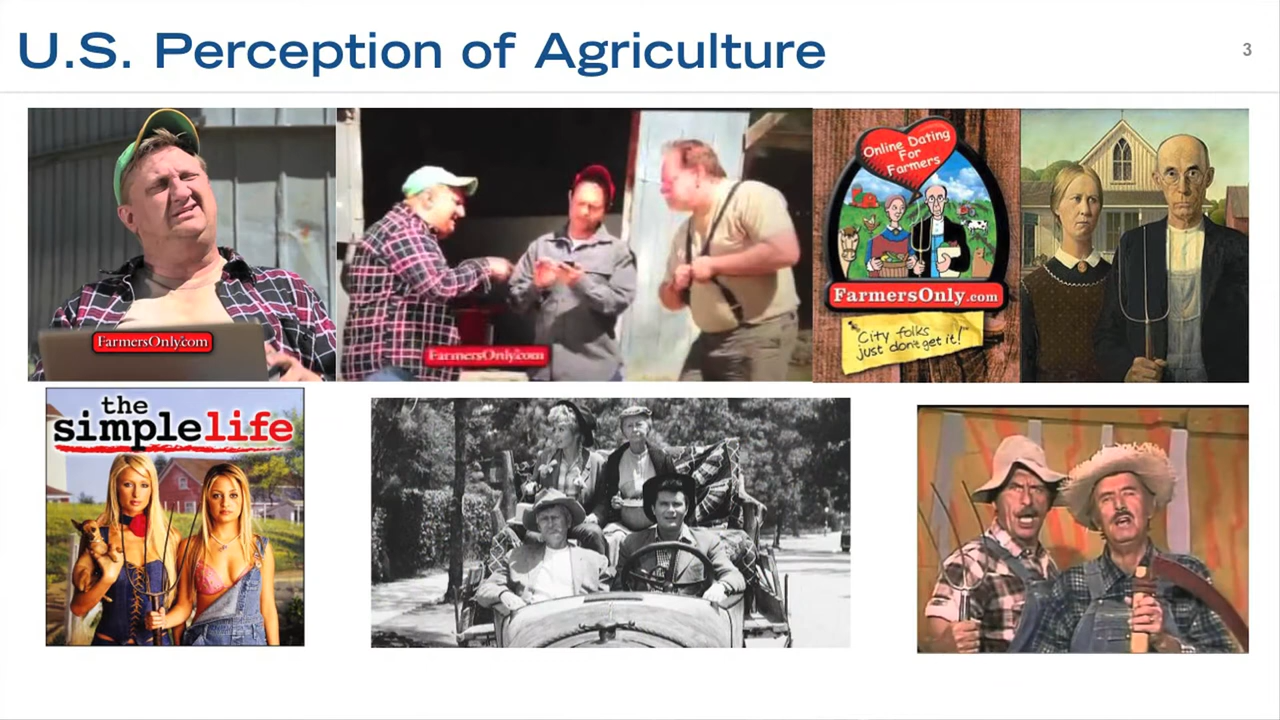 U.S. Perception of Agriculture
3
FarmersOnly.com
FarmersOnly.com
Online Dating
For
Farmers
FarmersOnly.com
"City folks
just don't get it!"
the
simplelife